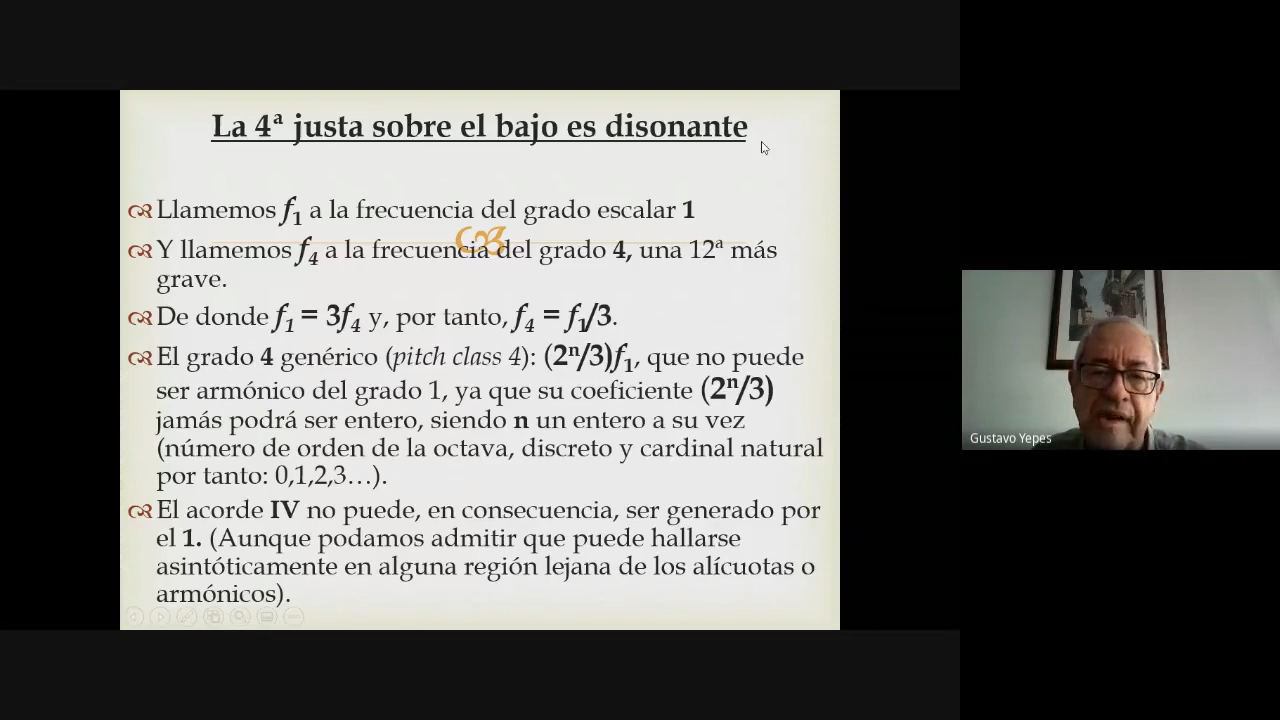 La 4ª justa sobre el bajo es disonante
Llamemos f1 a la frecuencia del grado escalar 1
Y llamemos f4 a la frecuencia del grado 4, una 12ª más
grave.
De donde f1 = 3f4 y, por tanto, f4 = f1/3.
El grado 4 genérico (pitch class 4): (2ⁿ/3)f1, que no puede
ser armónico del grado 1, ya que su coeficiente (2ⁿ/3)
jamás podrá ser entero, siendo n un entero a su vez
(número de orden de la octava, discreto y cardinal natural
por tanto: 0,1,2,3…).
El acorde IV no puede, en consecuencia, ser generado por
el 1. (Aunque podamos admitir que puede hallarse
asintóticamente en alguna región lejana de los alícuotas o
armónicos).
Gustavo Yepes